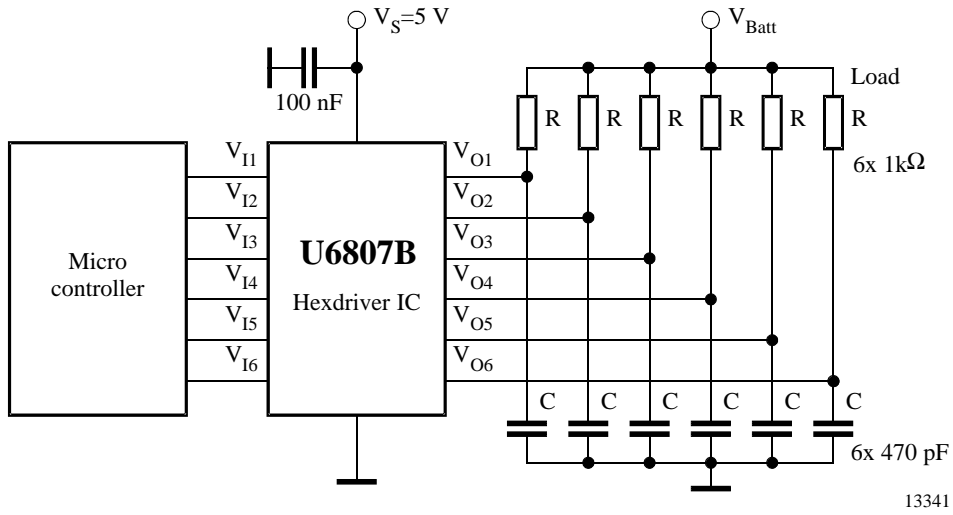 V_S=5 V
V_Batt
100 nF
Load
R R R R R R
6x 1kΩ
V_I1
V_I2
V_I3
V_I4
V_I5
V_I6
Micro
controller
U6807B
Hexdriver IC
V_O1
V_O2
V_O3
V_O4
V_O5
V_O6
C C C C C C
6x 470 pF
13341